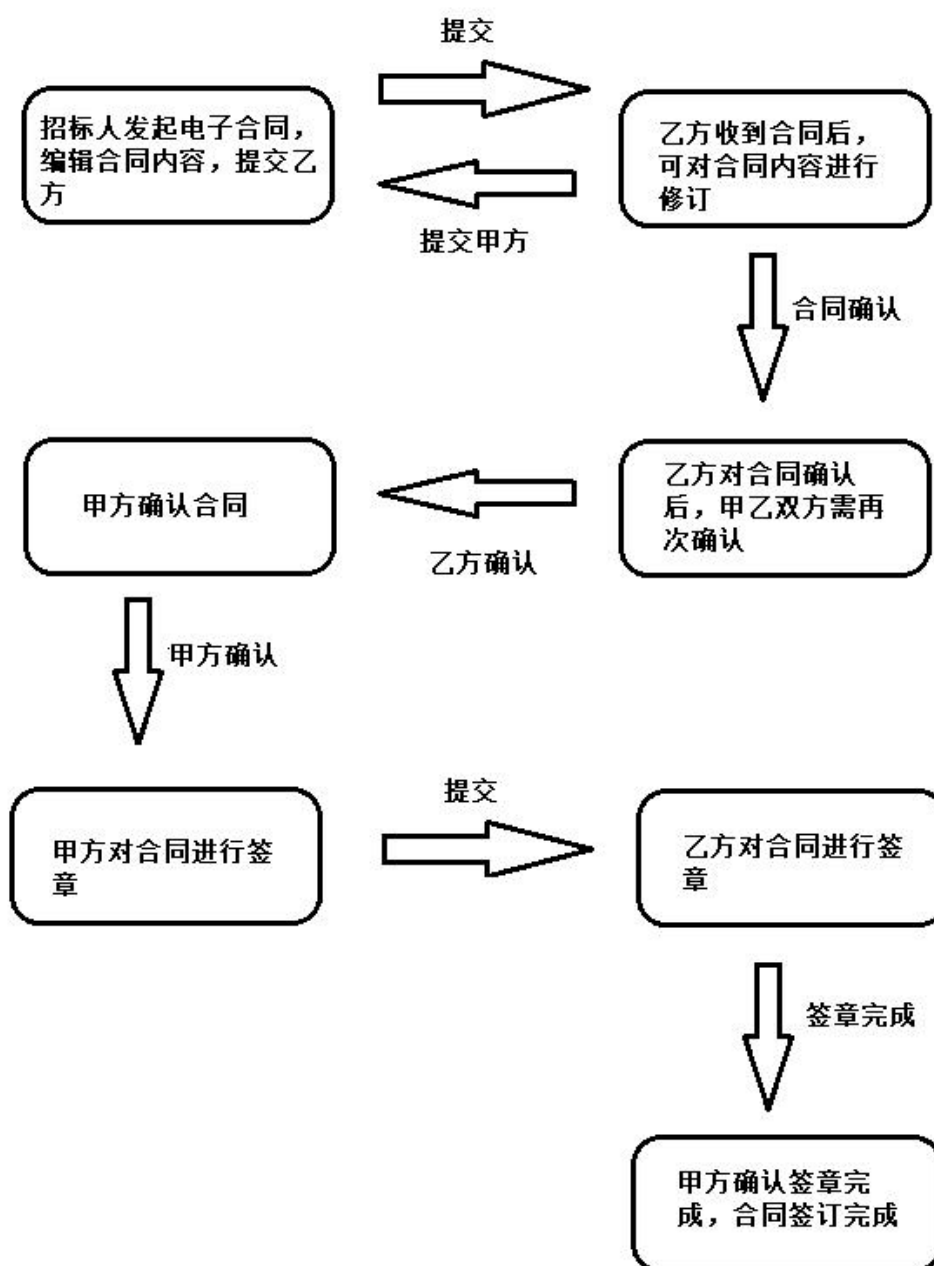 提交
招标人发起电子合同，
编辑合同内容，提交乙
方
乙方收到合同后，
可对合同内容进行
修订
提交甲方
合同确认
甲方确认合同
乙方对合同确认
后，甲乙双方需再
次确认
乙方确认
甲方确认
提交
甲方对合同进行签
章
乙方对合同进行签
章
签章完成
甲方确认签章完
成，合同签订完成